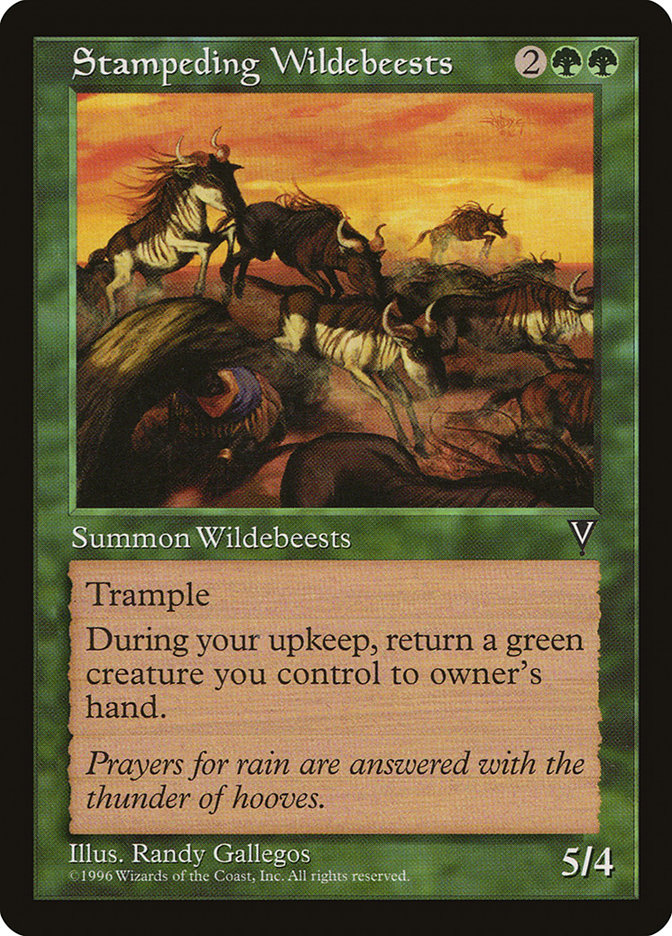 Stampeding Wildebeests 2
Summon Wildebeests V
Trample
During your upkeep, return a green
creature you control to owner's
hand.
Prayers for rain are answered with the
thunder of hooves.
Illus. Randy Gallegos
©1996 Wizards of the Coast, Inc. All rights reserved.
5/4